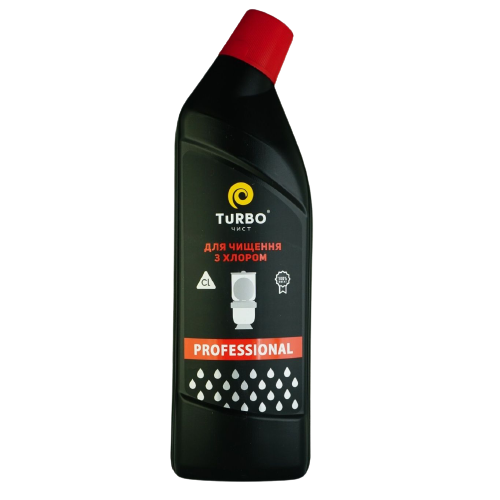 TURBO®
ЧИСТ
ДЛЯ ЧИЩЕННЯ
З ХЛОРОМ
Cl
PROFESSIONAL